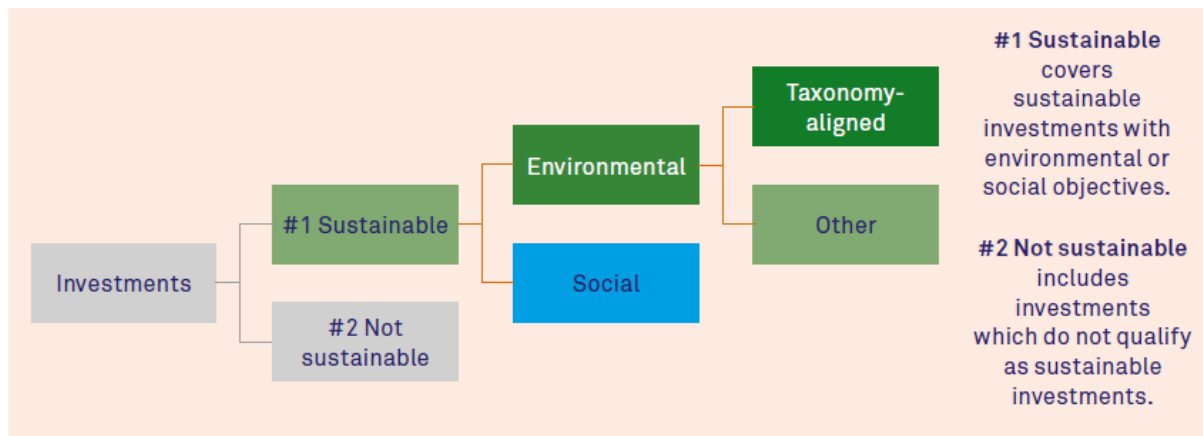 Investments
#1 Sustainable
#2 Not
sustainable
Environmental
Social
Taxonomy-
aligned
Other
#1 Sustainable
covers
sustainable
investments with
environmental or
social objectives.
#2 Not sustainable
includes
investments
which do not qualify
as sustainable
investments.